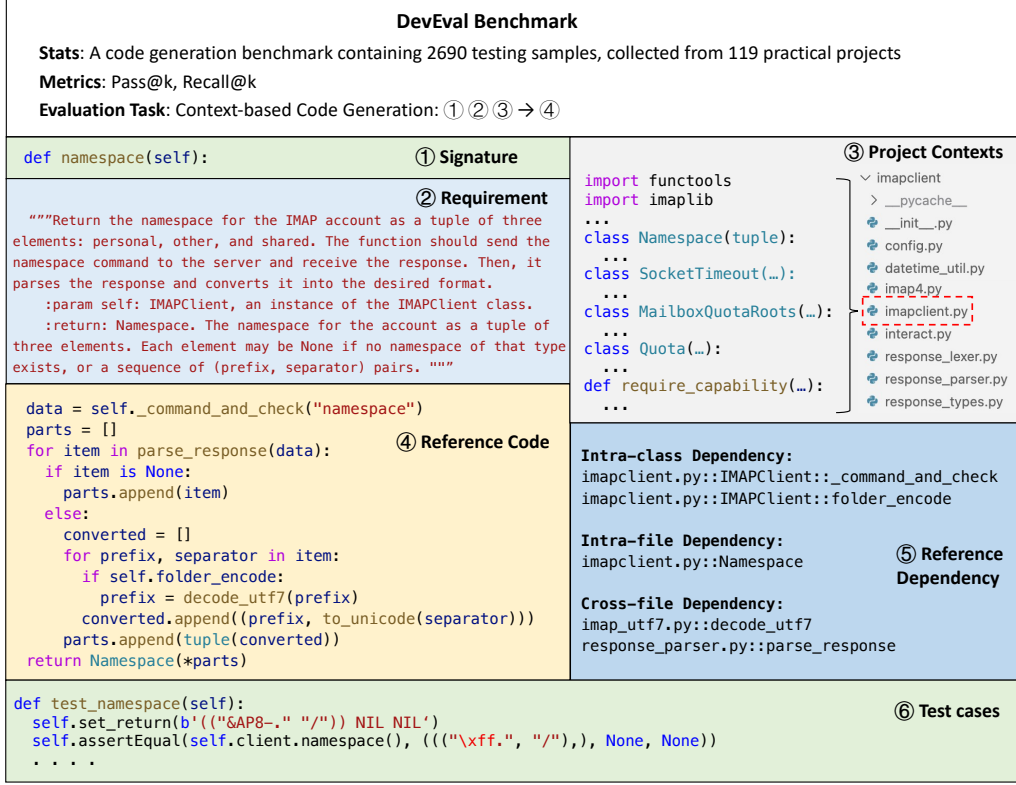 DevEval Benchmark
Stats: A code generation benchmark containing 2690 testing samples, collected from 119 practical projects
Metrics: Pass@k, Recall@k
Evaluation Task: Context-based Code Generation: ① ② ③ → ④
def namespace(self):
① Signature
② Requirement
“””Return the namespace for the IMAP account as a tuple of three
elements: personal, other, and shared. The function should send the
namespace command to the server and receive the response. Then, it
parses the response and converts it into the desired format.
:param self: IMAPClient, an instance of the IMAPClient class.
:return: Namespace. The namespace for the account as a tuple of
three elements. Each element may be None if no namespace of that type
exists, or a sequence of (prefix, separator) pairs. ""”
③ Project Contexts
import functools
import imaplib
...
class Namespace(tuple):
...
class SocketTimeout(…):
...
class MailboxQuotaRoots(…):
...
class Quota(…):
...
def require_capability(…):
...
imapclient
__pycache__
__init__.py
config.py
datetime_util.py
imap4.py
imapclient.py
interact.py
response_lexer.py
response_parser.py
response_types.py
④ Reference Code
data = self._command_and_check("namespace")
parts = []
for item in parse_response(data):
if item is None:
parts.append(item)
else:
converted = []
for prefix, separator in item:
if self.folder_encode:
prefix = decode_utf7(prefix)
converted.append((prefix, to_unicode(separator)))
parts.append(tuple(converted))
return Namespace(*parts)
Intra-class Dependency:
imapclient.py::IMAPClient::_command_and_check
imapclient.py::IMAPClient::folder_encode
Intra-file Dependency:
imapclient.py::Namespace
⑤ Reference
Dependency
Cross-file Dependency:
imap_utf7.py::decode_utf7
response_parser.py::parse_response
def test_namespace(self):
self.set_return(b'(("&AP8-." "/")) NIL NIL‘)
self.assertEqual(self.client.namespace(), ((("\xff.", "/"),), None, None))
. . . .
⑥ Test cases